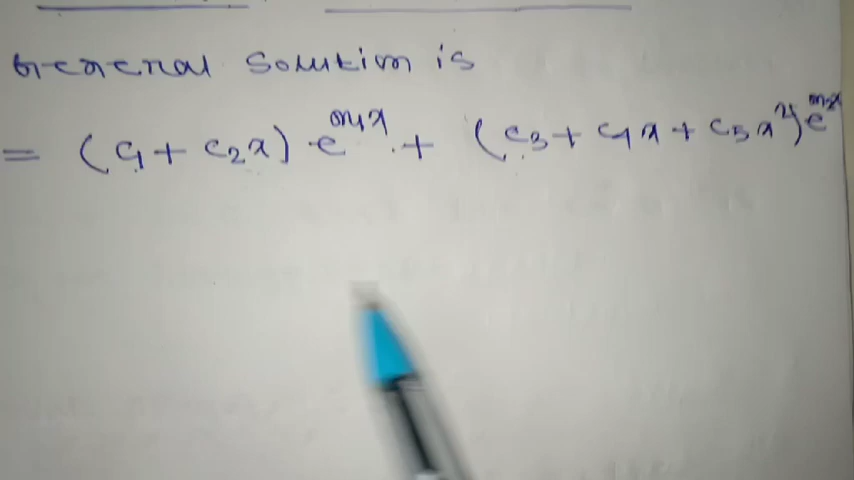 General Solution is
= (C₁ + C₂x) · e^m₁x + (C₃ + C₄x + C₅x²) e^m₂x